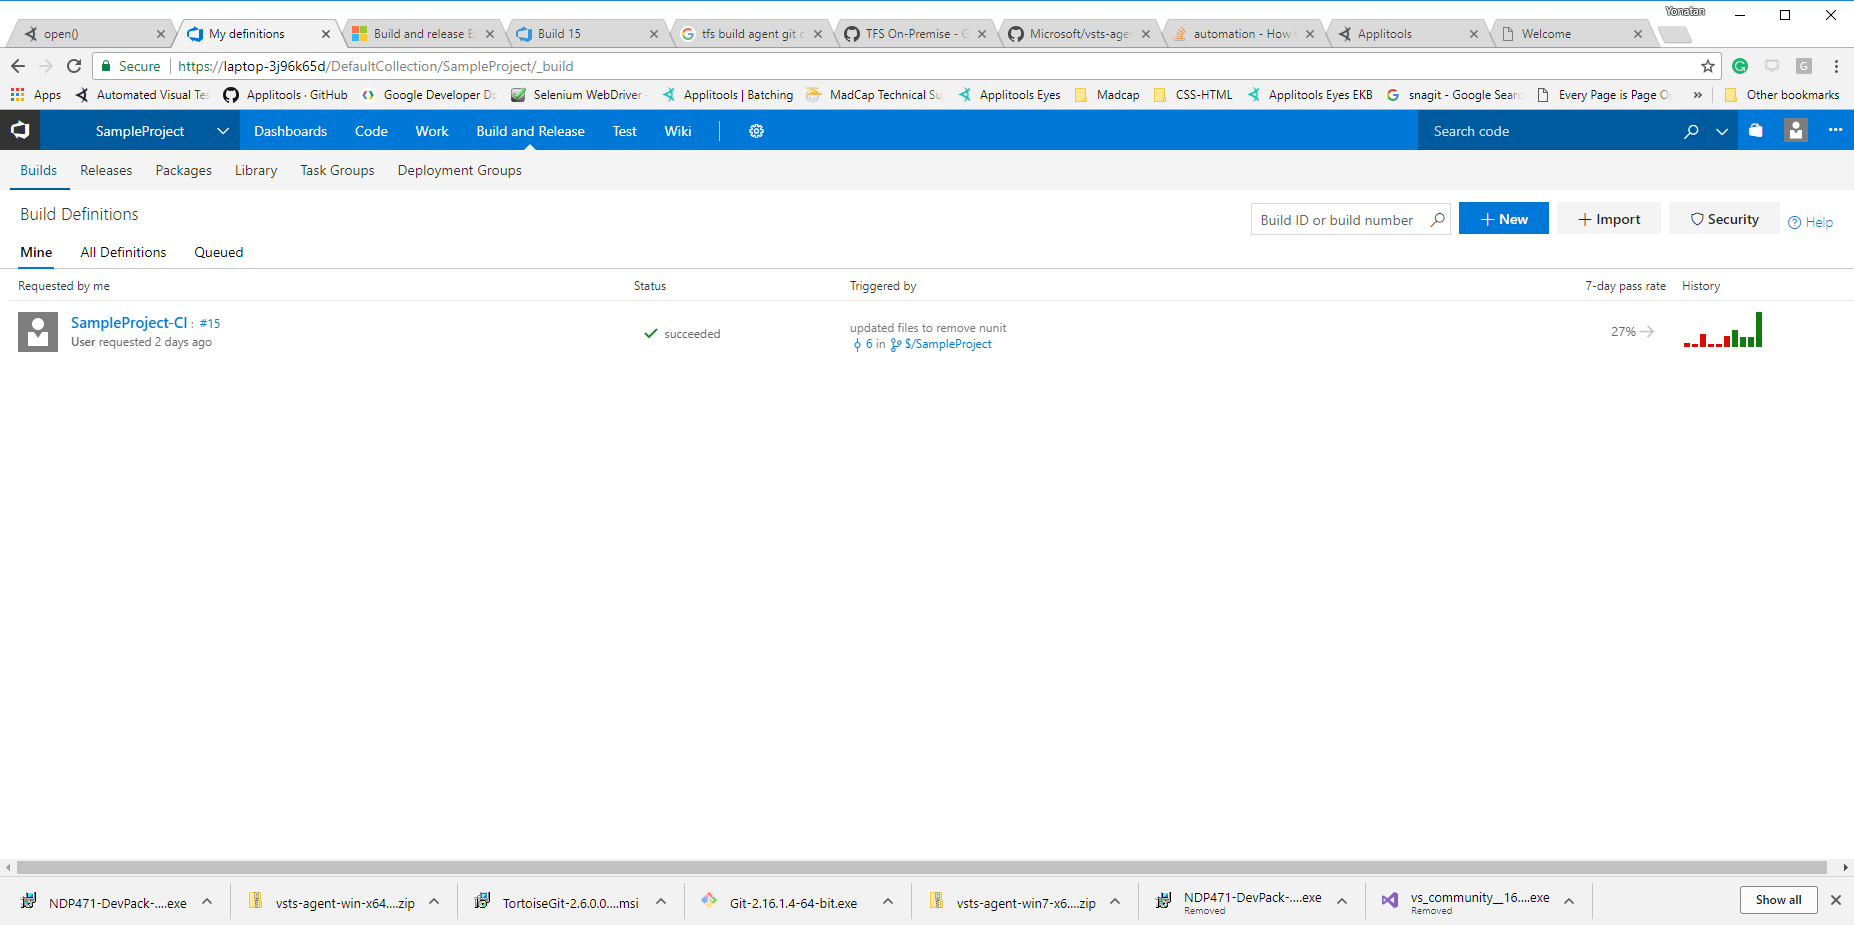 Yonatan
open()
My definitions
Build and release E
Build 15
tfs build agent git c
TFS On-Premise - G
Microsoft/vsts-age
automation - How t
Applitools
Welcome
Secure https://laptop-3j96k65d/DefaultCollection/SampleProject/_build
G
Apps
Automated Visual Te
Applitools · GitHub
Google Developer Do
Selenium WebDriver
Applitools | Batching
MadCap Technical Su
Applitools Eyes
Madcap
CSS-HTML
Applitools Eyes EKB
snagit - Google Searc
Every Page is Page O
»
Other bookmarks
SampleProject
Dashboards
Code
Work
Build and Release
Test
Wiki
Search code
Builds
Releases
Packages
Library
Task Groups
Deployment Groups
Build Definitions
Build ID or build number
+ New
+ Import
Security
Help
Mine
All Definitions
Queued
Requested by me
Status
Triggered by
7-day pass rate
History
SampleProject-CI : #15
User requested 2 days ago
succeeded
updated files to remove nunit
6 in $/SampleProject
27%
NDP471-DevPack-....exe
vsts-agent-win-x64....zip
TortoiseGit-2.6.0.0....msi
Git-2.16.1.4-64-bit.exe
vsts-agent-win7-x6....zip
NDP471-DevPack-....exe
Removed
vs_community__16....exe
Removed
Show all